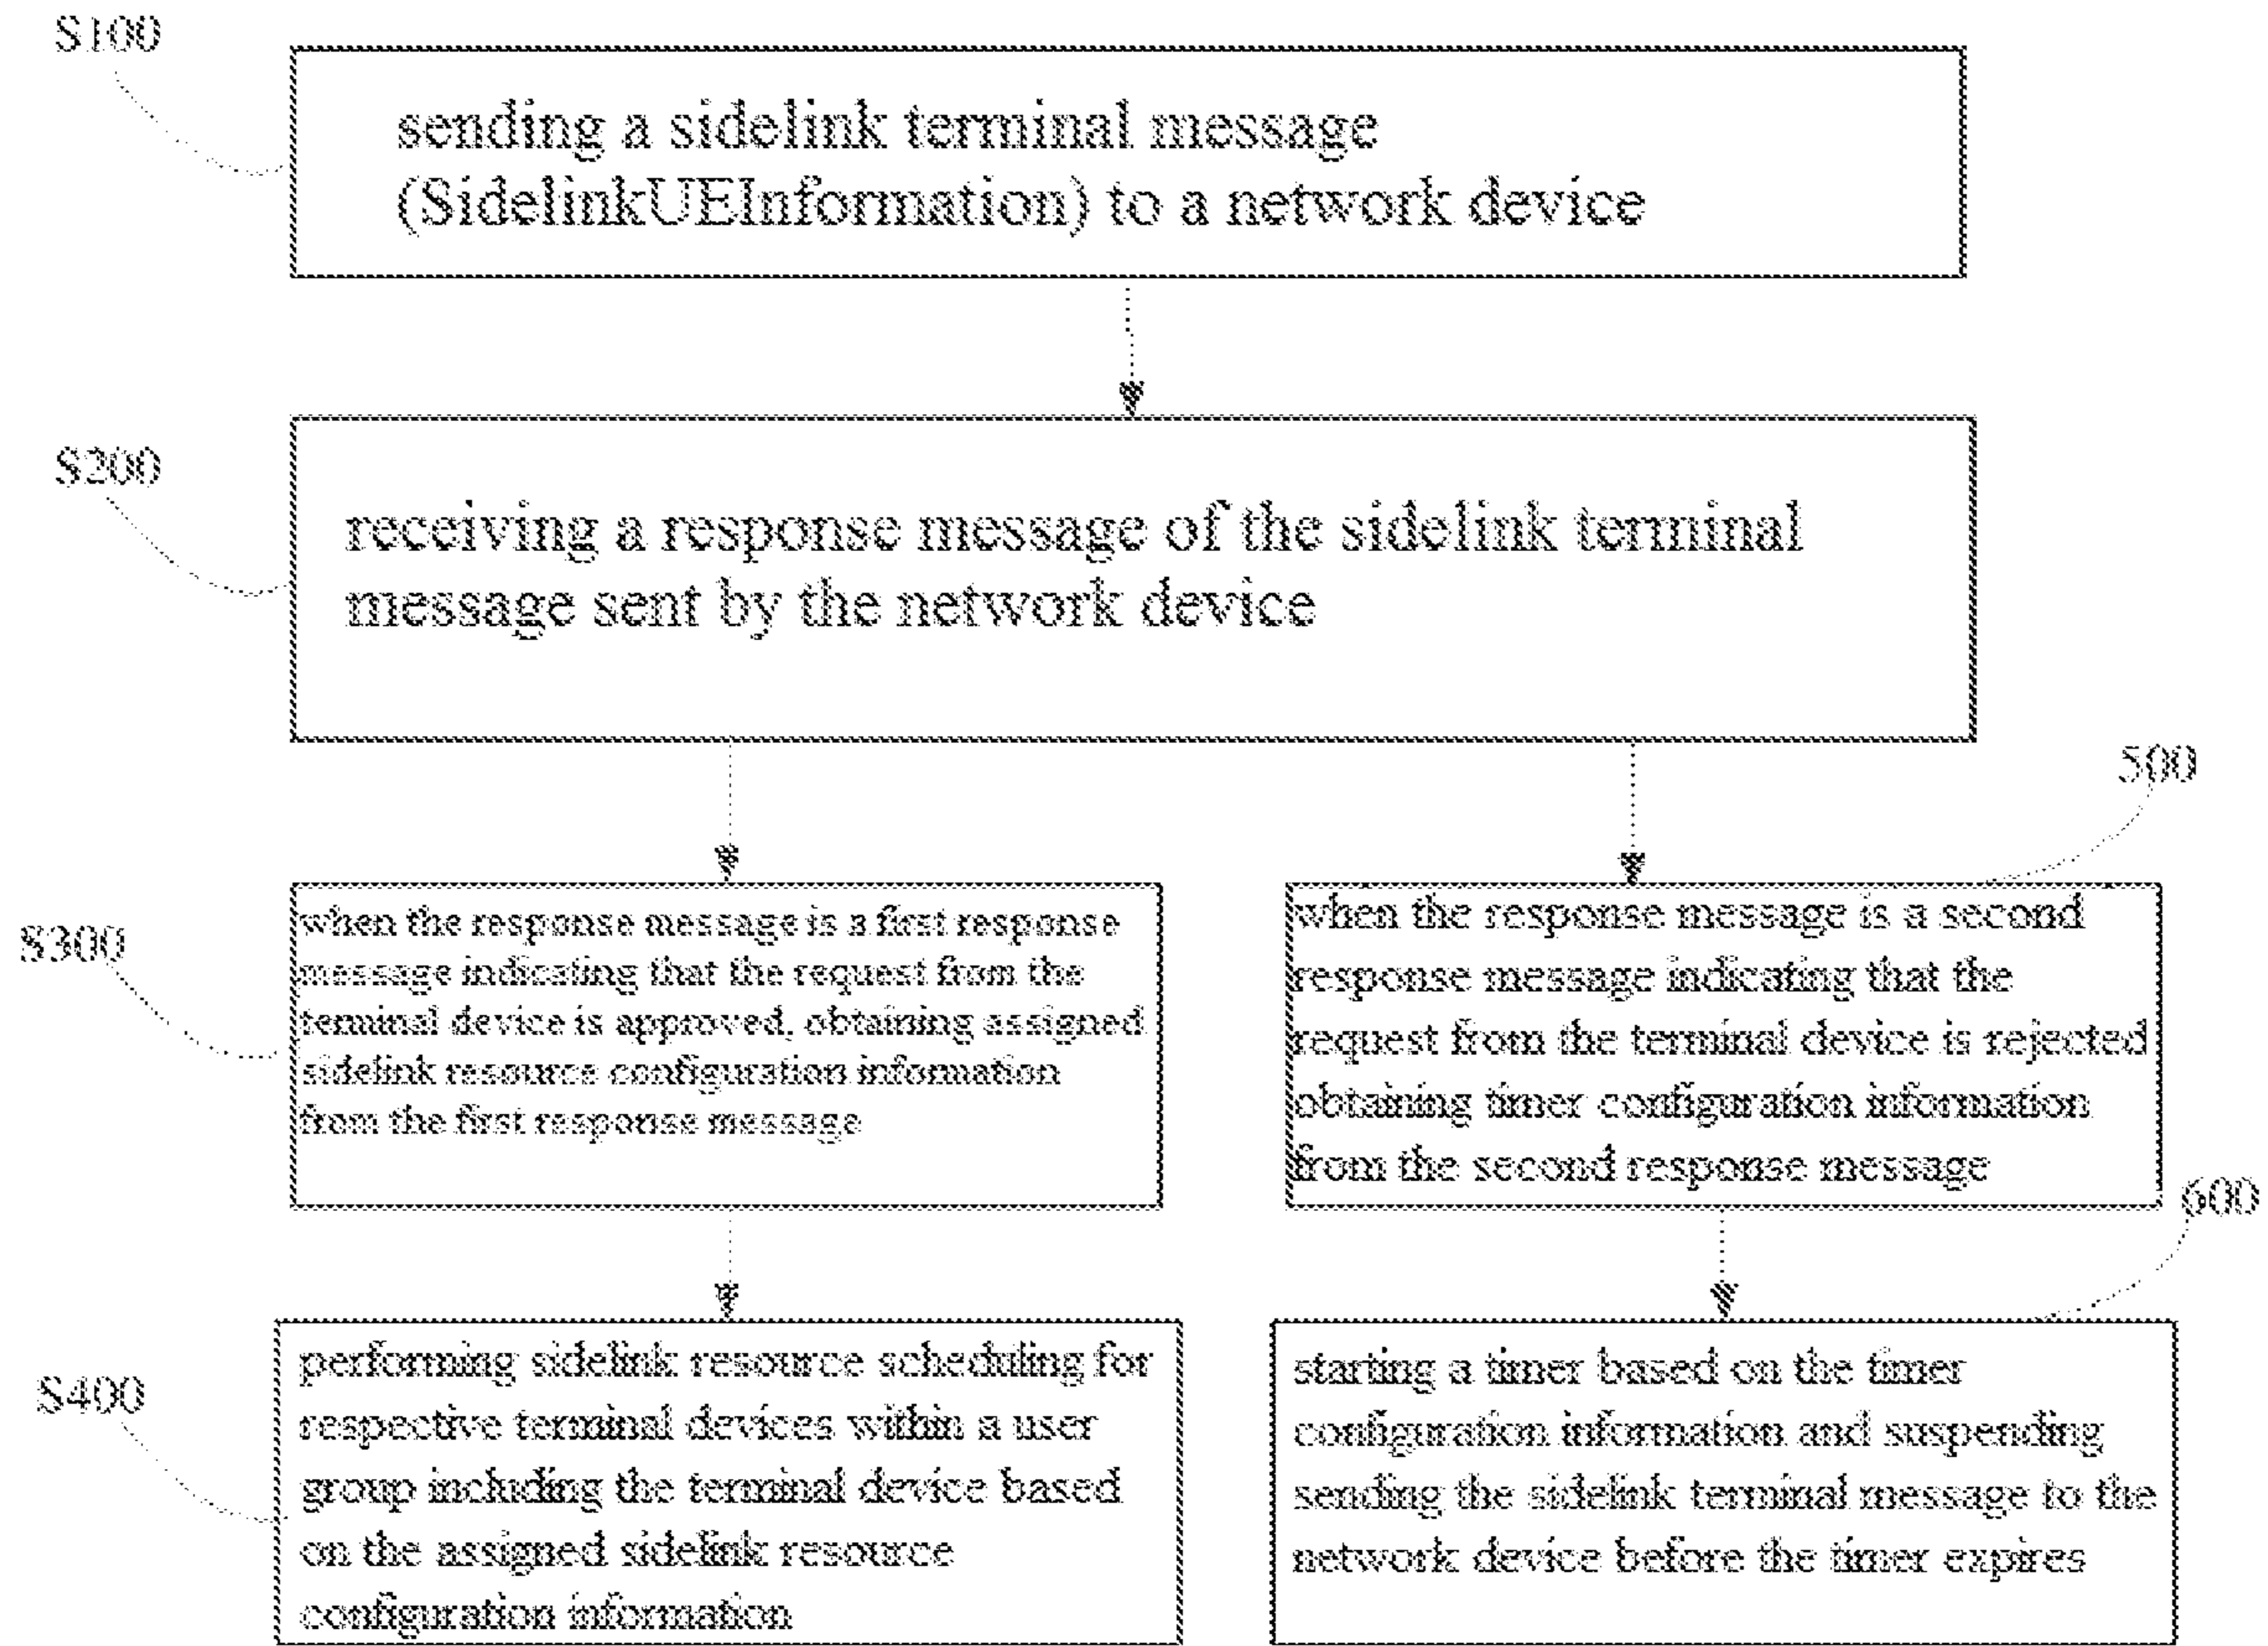 S100
sending a sidelink terminal message
(SidelinkUEInformation) to a network device
S200
receiving a response message of the sidelink terminal
message sent by the network device
500
S300
when the response message is a first response
message indicating that the request from the
terminal device is approved, obtaining assigned
sidelink resource configuration information
from the first response message
when the response message is a second
response message indicating that the
request from the terminal device is rejected
obtaining timer configuration information
from the second response message
600
S400
performing sidelink resource scheduling for
respective terminal devices within a user
group including the terminal device based
on the assigned sidelink resource
configuration information
starting a timer based on the timer
configuration information and suspending
sending the sidelink terminal message to the
network device before the timer expires